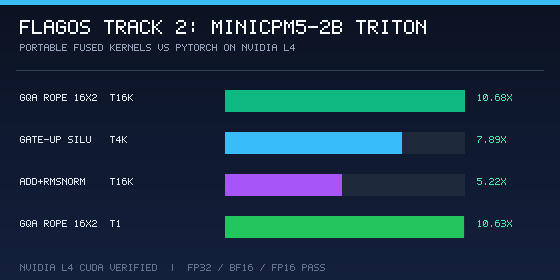 FLAGOS TRACK 2: MINICPM5-2B TRITON
PORTABLE FUSED KERNELS VS PYTORCH ON NVIDIA L4
GQA ROPE 16X2 T16K 10.68X
GATE-UP SILU T4K 7.89X
ADD+RMSNORM T16K 5.22X
GQA ROPE 16X2 T1 10.63X
NVIDIA L4 CUDA VERIFIED | FP32 / BF16 / FP16 PASS